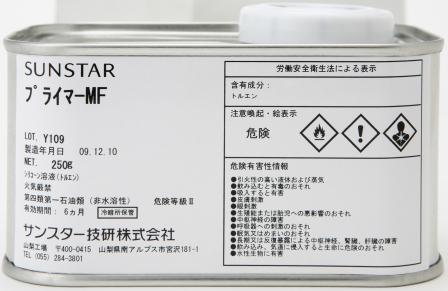 SUNSTAR
プライマーMF
LOT. Y109
製造年月日 09.12.10
NET. 250g
シリコーン溶液(トルエン)
火気厳禁
第四類第一石油類(非水溶性) 危険等級Ⅱ
有効期間: 6ヵ月 冷暗所保管
サンスター技研株式会社
山梨工場 〒400-0415 山梨県南アルプス市宮沢181-1
TEL (055) 284-3801
労働安全衛生法による表示
含有成分:
トルエン
注意喚起・絵表示
危険
危険有害性情報
●引火性の高い液体および蒸気
●飲み込むと有毒のおそれ
●吸入すると有害
●皮膚刺激
●眼刺激
●生殖能または胎児への悪影響のおそれ
●中枢神経の障害
●呼吸器への刺激のおそれ
●眠気又はめまいのおそれ
●長期又は反復暴露による中枢神経、腎臓、肝臓の障害
●飲み込み、気道に侵入すると生命に危険のおそれ
●水生生物に有害